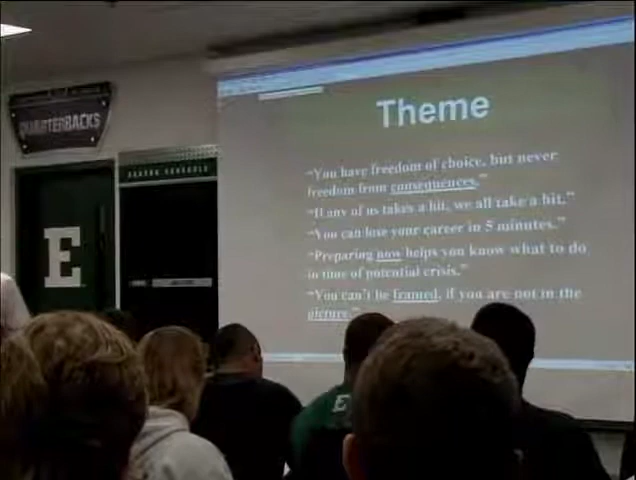 QUARTERBACKS
E
Theme
"You have freedom of choice, but never
freedom from consequences."
"If any of us takes a hit, we all take a hit."
"You can lose your career in 5 minutes."
"Preparing now helps you know what to do
in time of potential crisis."
"You can't be framed, if you are not in the
picture."
E